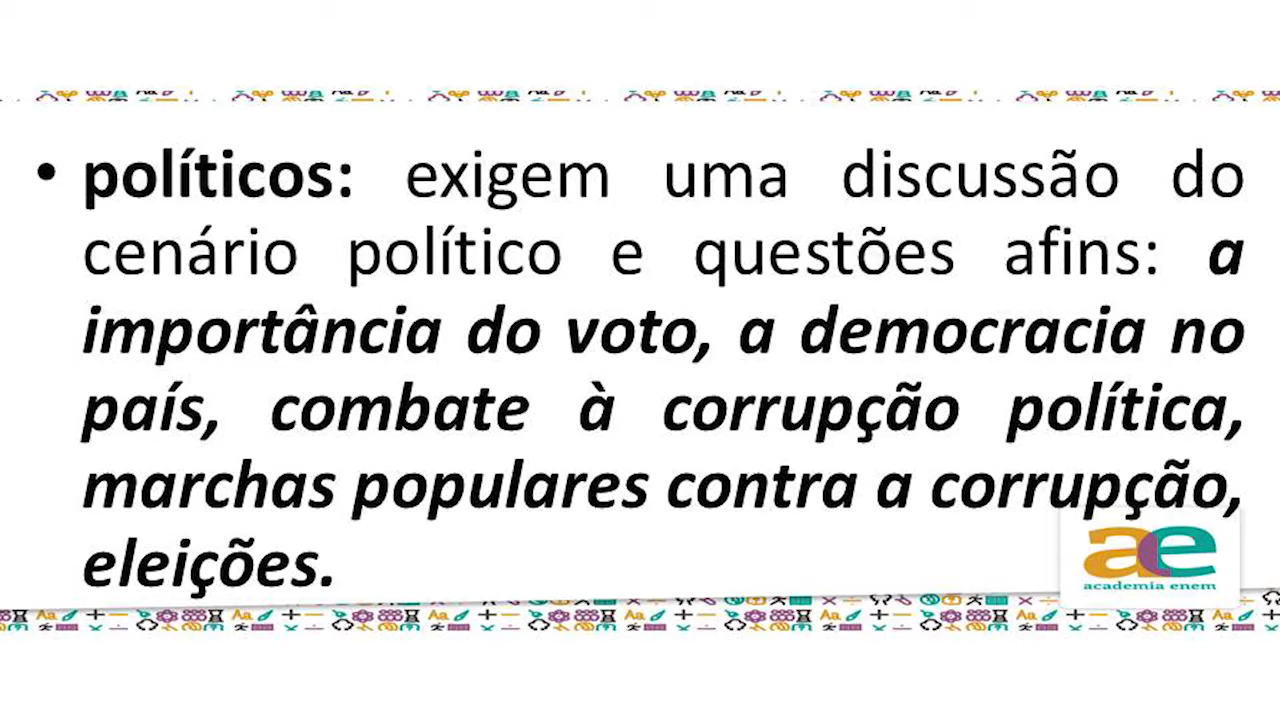 • políticos: exigem uma discussão do
cenário político e questões afins: a
importância do voto, a democracia no
país, combate à corrupção política,
marchas populares contra a corrupção,
eleições.
ae
academia enem